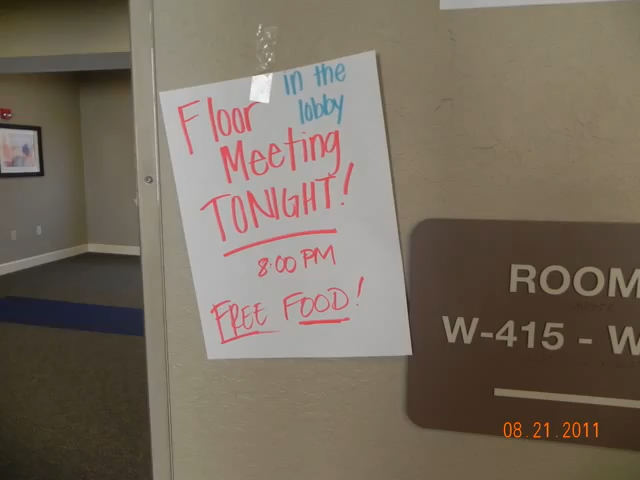 in the
lobby
Floor
Meeting
TONIGHT!
8:00 PM
FREE FOOD!
ROOM
W-415 - W
08.21.2011